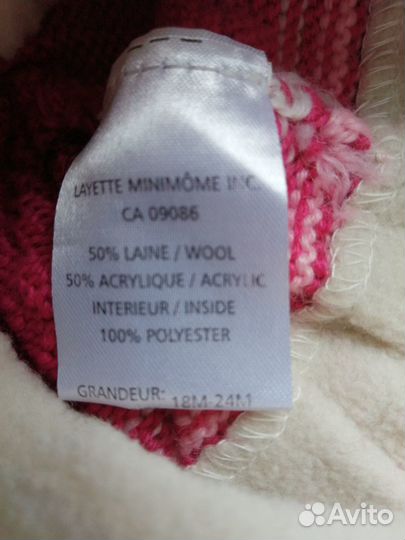 LAYETTE MINIMÔME INC.
CA 09086
50% LAINE / WOOL
50% ACRYLIQUE / ACRYLIC
INTERIEUR / INSIDE
100% POLYESTER
GRANDEUR: 18M-24M
Avito